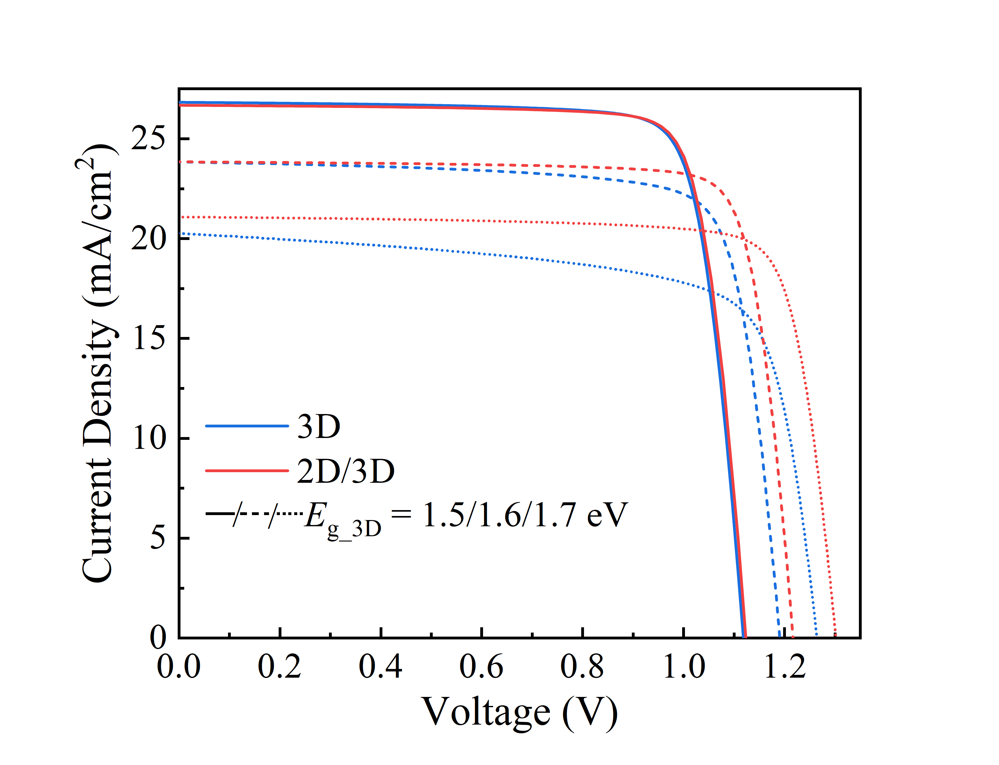 Current Density (mA/cm²)
25
20
15
10
5
0
3D
2D/3D
Eg_3D = 1.5/1.6/1.7 eV
0.0 0.2 0.4 0.6 0.8 1.0 1.2
Voltage (V)